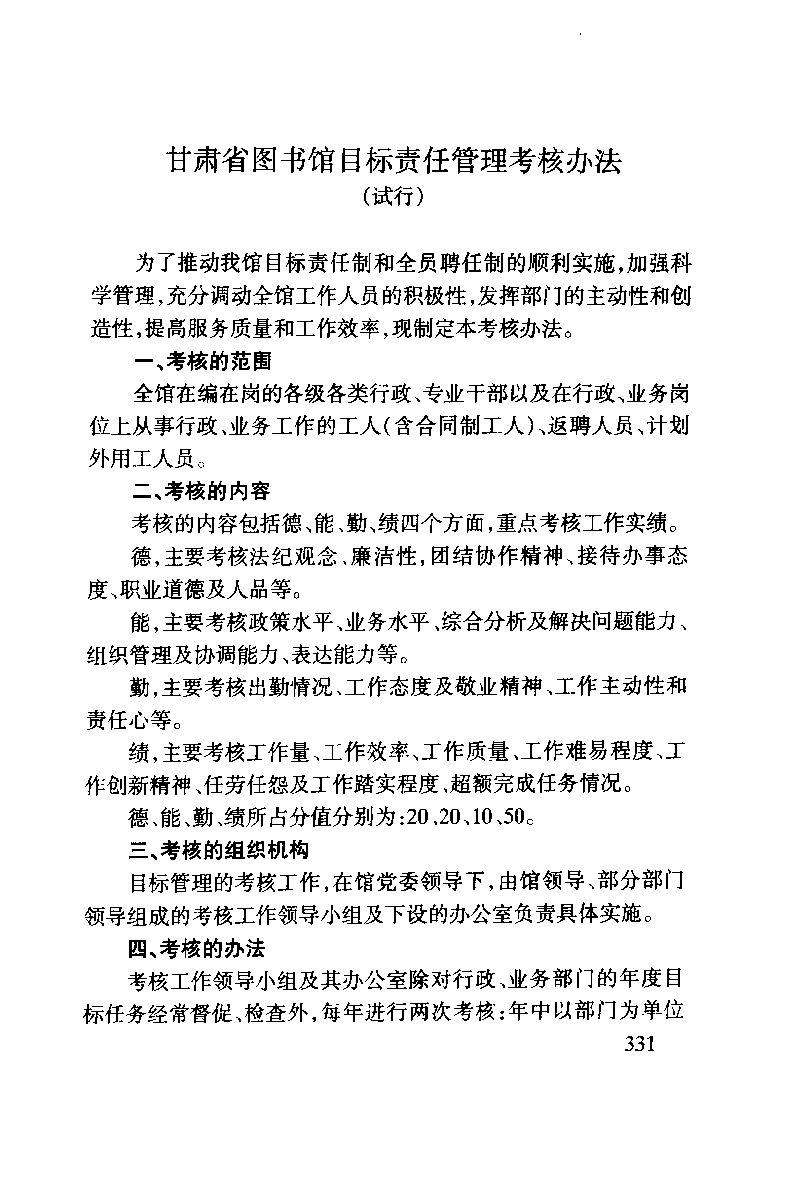 甘肃省图书馆目标责任管理考核办法
(试行)
为了推动我馆目标责任制和全员聘任制的顺利实施,加强科
学管理,充分调动全馆工作人员的积极性,发挥部门的主动性和创
造性,提高服务质量和工作效率,现制定本考核办法。
一、考核的范围
全馆在编在岗的各级各类行政、专业干部以及在行政、业务岗
位上从事行政、业务工作的工人(含合同制工人)、返聘人员、计划
外用工人员。
二、考核的内容
考核的内容包括德、能、勤、绩四个方面,重点考核工作实绩。
德,主要考核法纪观念、廉洁性,团结协作精神、接待办事态
度、职业道德及人品等。
能,主要考核政策水平、业务水平、综合分析及解决问题能力、
组织管理及协调能力、表达能力等。
勤,主要考核出勤情况、工作态度及敬业精神、工作主动性和
责任心等。
绩,主要考核工作量、工作效率、工作质量、工作难易程度、工
作创新精神、任劳任怨及工作踏实程度、超额完成任务情况。
德、能、勤、绩所占分值分别为:20、20、10、50。
三、考核的组织机构
目标管理的考核工作,在馆党委领导下,由馆领导、部分部门
领导组成的考核工作领导小组及下设的办公室负责具体实施。
四、考核的办法
考核工作领导小组及其办公室除对行政、业务部门的年度目
标任务经常督促、检查外,每年进行两次考核:年中以部门为单位
331